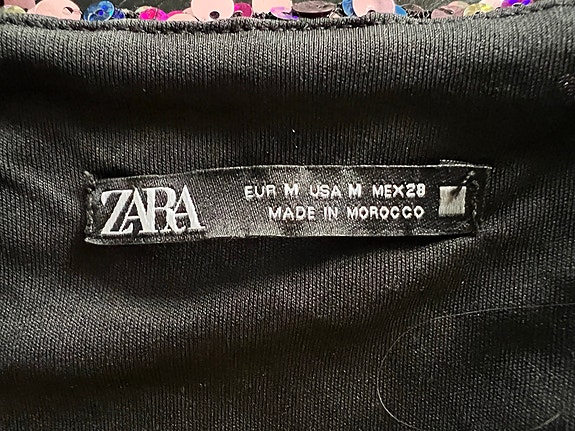 ZARA
EUR M USA M MEX28
MADE IN MOROCCO